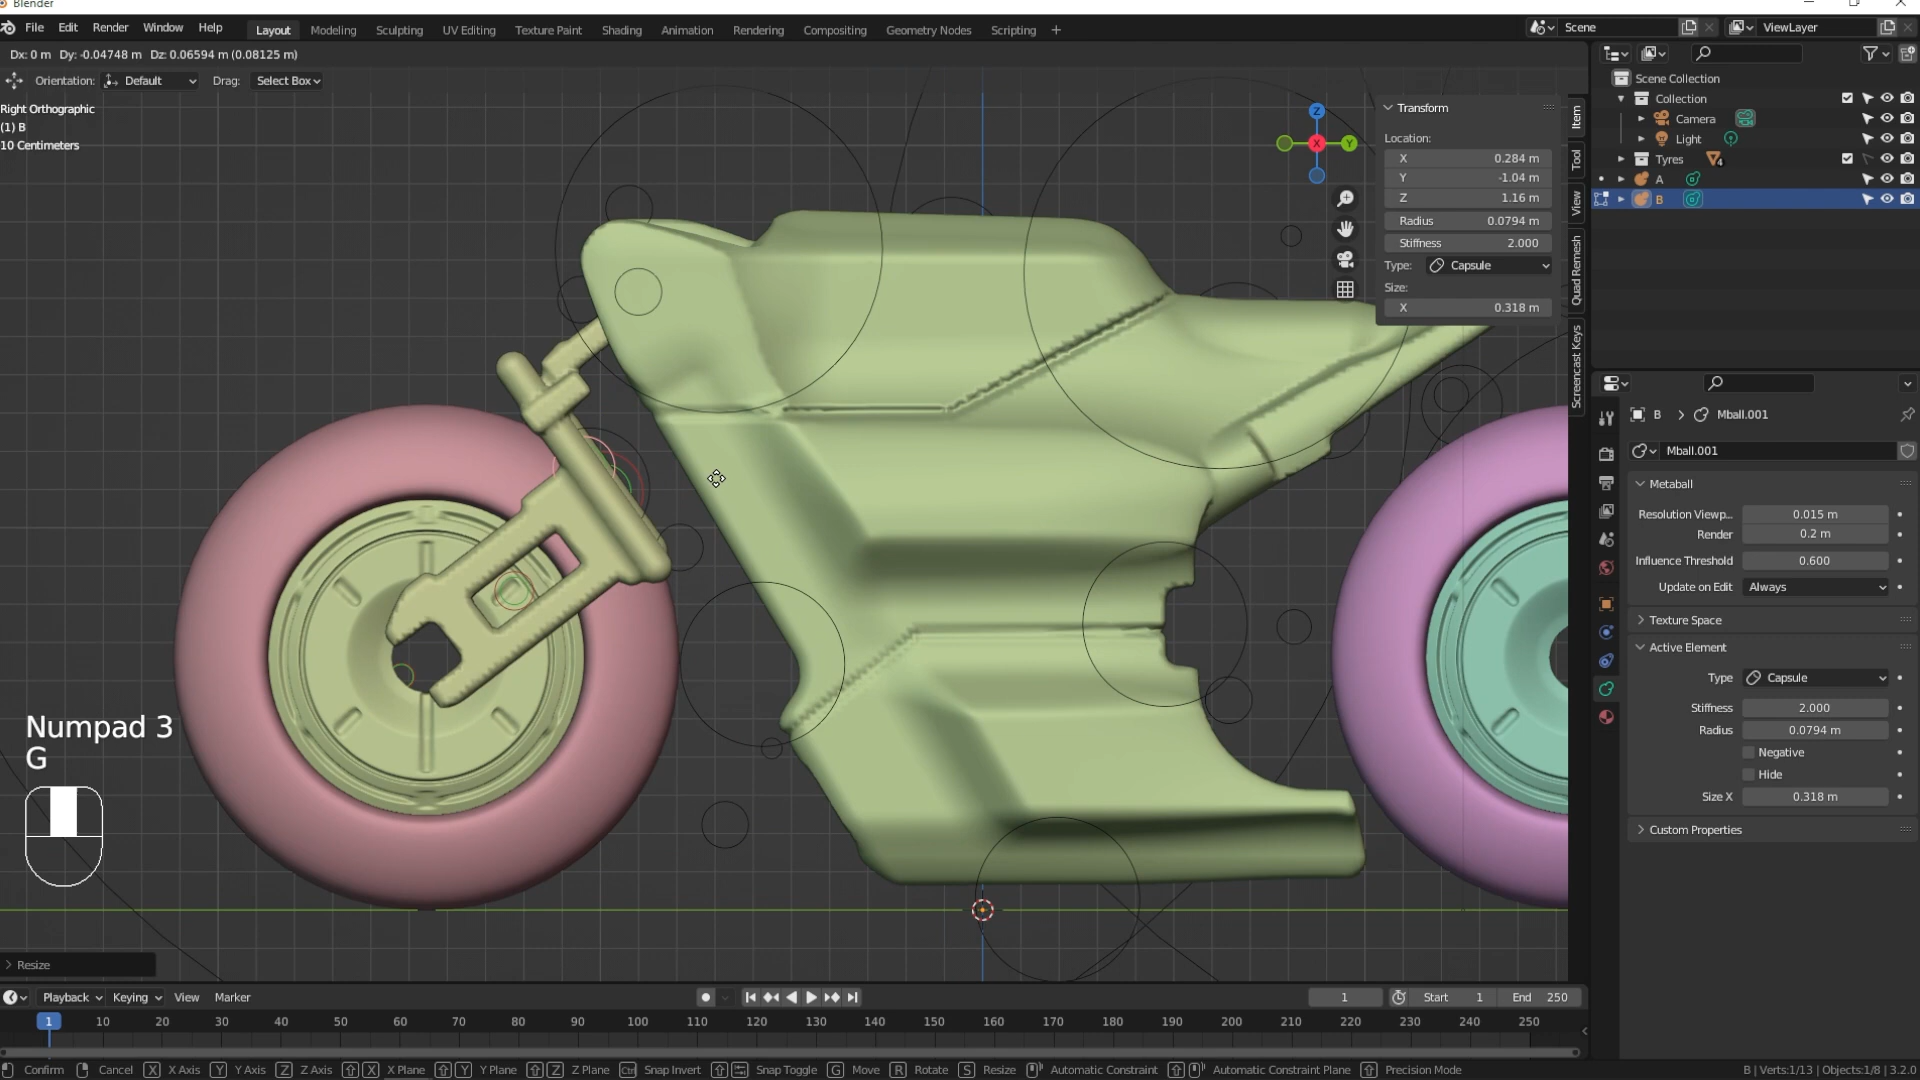 Blender
File Edit Render Window Help
Layout Modeling Sculpting UV Editing Texture Paint Shading Animation Rendering Compositing Geometry Nodes Scripting +
Scene
ViewLayer
Dx: 0 m Dy: -0.04748 m Dz: 0.06594 m (0.08125 m)
Orientation: Default Drag: Select Box
Right Orthographic
(1) B
10 Centimeters
Z
X
Y
Transform
Location:
X 0.284 m
Y -1.04 m
Z 1.16 m
Radius 0.0794 m
Stiffness 2.000
Type: Capsule
Size:
X 0.318 m
Item
Tool
View
Quad Remesh
Screencast Keys
Scene Collection
Collection
Camera
Light
Tyres 4
A
B
B > Mball.001
Mball.001
Metaball
Resolution Viewp... 0.015 m
Render 0.2 m
Influence Threshold 0.600
Update on Edit Always
Texture Space
Active Element
Type Capsule
Stiffness 2.000
Radius 0.0794 m
Negative
Hide
Size X 0.318 m
Custom Properties
Numpad 3
G
Resize
Playback Keying View Marker
1 Start 1 End 250
1 10 20 30 40 50 60 70 80 90 100 110 120 130 140 150 160 170 180 190 200 210 220 230 240 250
Confirm Cancel X X Axis Y Y Axis Z Z Axis X X Plane Y Y Plane Z Z Plane Ctrl Snap Invert Snap Toggle G Move R Rotate S Resize Automatic Constraint Automatic Constraint Plane Precision Mode
B | Verts:1/13 | Objects:1/8 | 3.2.0